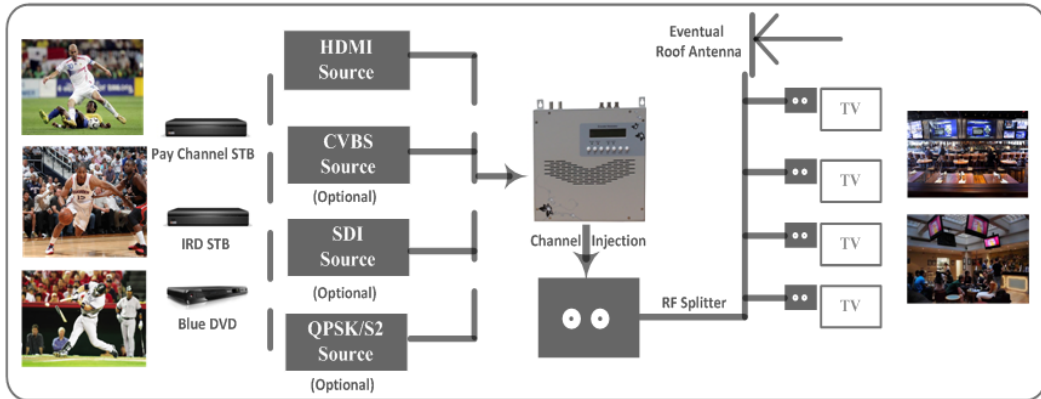 HDMI
Source
Pay Channel STB
CVBS
Source
(Optional)
IRD STB
SDI
Source
(Optional)
Blue DVD
QPSK/S2
Source
(Optional)
Channel Injection
RF Splitter
Eventual
Roof Antenna
TV
TV
TV
TV